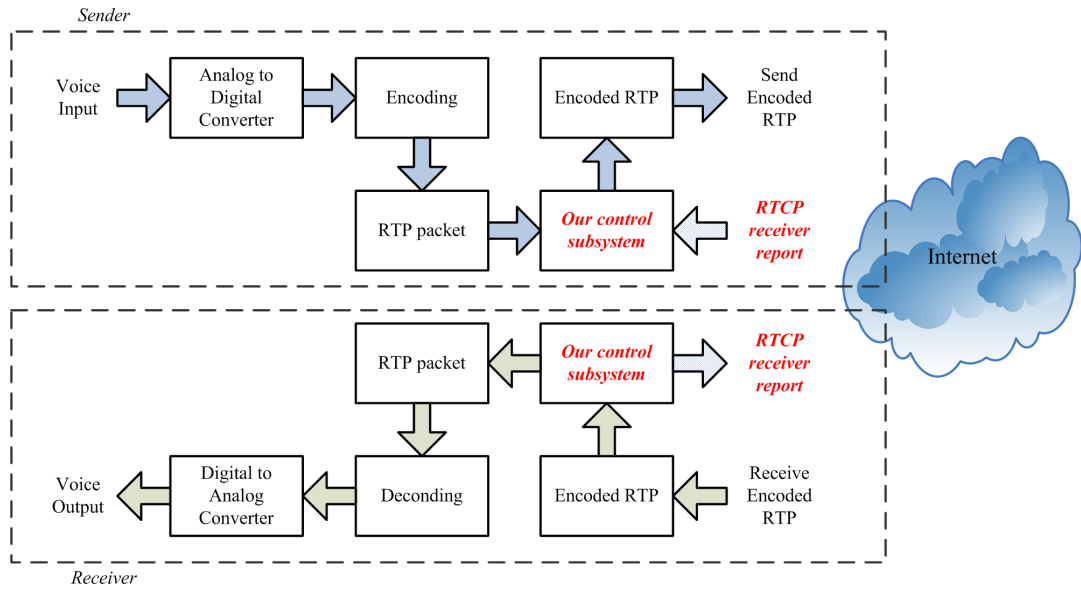 Sender
Voice
Input
Analog to
Digital
Converter
Encoding
Encoded RTP
Send
Encoded
RTP
RTP packet
Our control
subsystem
RTCP
receiver
report
Internet
RTP packet
Our control
subsystem
RTCP
receiver
report
Voice
Output
Digital to
Analog
Converter
Deconding
Encoded RTP
Receive
Encoded
RTP
Receiver